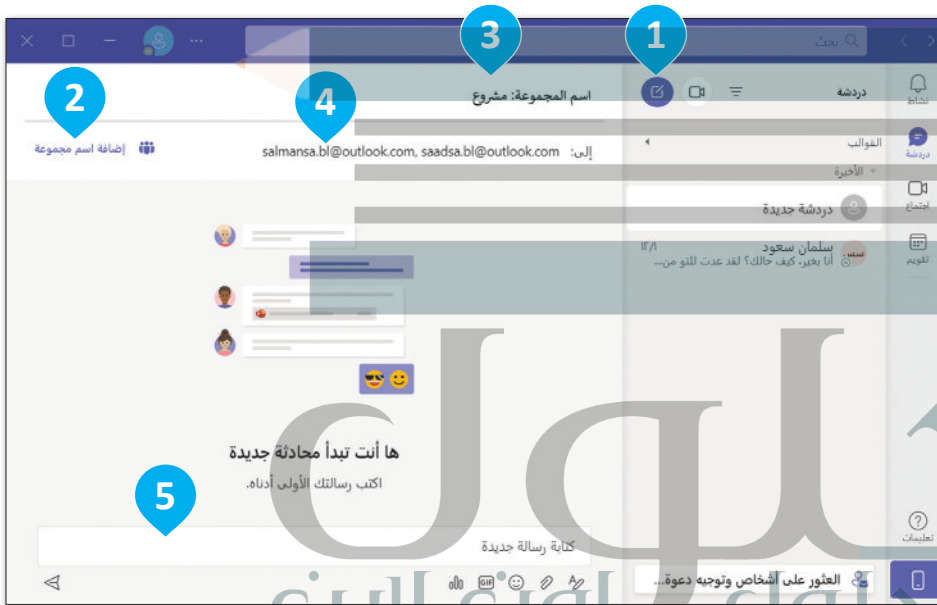 بحث
1
3
2
4
5
نشاط
دردشة
اجتماع
تقويم
تعليمات
دردشة
القوالب
الأخيرة
دردشة جديدة
سلمان سعود
١٢/١
أنا بخير، كيف حالك؟ لقد عدت للتو من...
العثور على أشخاص وتوجيه دعوة...
اسم المجموعة: مشروع
إلى: salmansa.bl@outlook.com, saadsa.bl@outlook.com
إضافة اسم مجموعة
ها أنت تبدأ محادثة جديدة
اكتب رسالتك الأولى أدناه.
كتابة رسالة جديدة
GIF